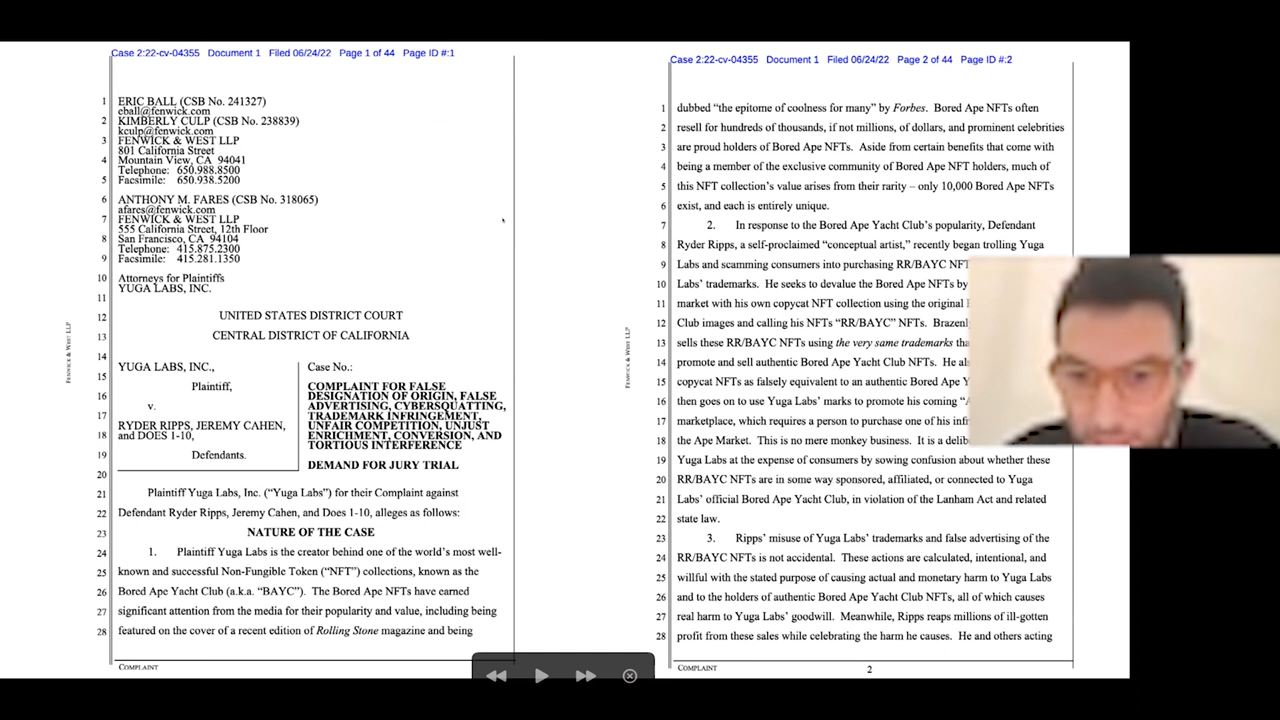 Case 2:22-cv-04355 Document 1 Filed 06/24/22 Page 1 of 44 Page ID #:1
1 ERIC BALL (CSB No. 241327)
eball@fenwick.com
2 KIMBERLY CULP (CSB No. 238839)
kculp@fenwick.com
3 FENWICK & WEST LLP
801 California Street
4 Mountain View, CA 94041
Telephone: 650.988.8500
5 Facsimile: 650.938.5200
6 ANTHONY M. FARES (CSB No. 318065)
afares@fenwick.com
7 FENWICK & WEST LLP
555 California Street, 12th Floor
8 San Francisco, CA 94104
Telephone: 415.875.2300
9 Facsimile: 415.281.1350
10 Attorneys for Plaintiffs
YUGA LABS, INC.
11
12 UNITED STATES DISTRICT COURT
13 CENTRAL DISTRICT OF CALIFORNIA
14
YUGA LABS, INC.,
15
Plaintiff,
16
v.
17
RYDER RIPPS, JEREMY CAHEN,
18 and DOES 1-10,
19 Defendants.
20
Case No.:
COMPLAINT FOR FALSE
DESIGNATION OF ORIGIN, FALSE
ADVERTISING, CYBERSQUATTING,
TRADEMARK INFRINGEMENT,
UNFAIR COMPETITION, UNJUST
ENRICHMENT, CONVERSION, AND
TORTIOUS INTERFERENCE
DEMAND FOR JURY TRIAL
21 Plaintiff Yuga Labs, Inc. (“Yuga Labs”) for their Complaint against
22 Defendant Ryder Ripps, Jeremy Cahen, and Does 1-10, alleges as follows:
23 NATURE OF THE CASE
24 1. Plaintiff Yuga Labs is the creator behind one of the world’s most well-
25 known and successful Non-Fungible Token (“NFT”) collections, known as the
26 Bored Ape Yacht Club (a.k.a. “BAYC”). The Bored Ape NFTs have earned
27 significant attention from the media for their popularity and value, including being
28 featured on the cover of a recent edition of Rolling Stone magazine and being
FENWICK & WEST LLP
COMPLAINT
Case 2:22-cv-04355 Document 1 Filed 06/24/22 Page 2 of 44 Page ID #:2
1 dubbed “the epitome of coolness for many” by Forbes. Bored Ape NFTs often
2 resell for hundreds of thousands, if not millions, of dollars, and prominent celebrities
3 are proud holders of Bored Ape NFTs. Aside from certain benefits that come with
4 being a member of the exclusive community of Bored Ape NFT holders, much of
5 this NFT collection’s value arises from their rarity – only 10,000 Bored Ape NFTs
6 exist, and each is entirely unique.
7 2. In response to the Bored Ape Yacht Club’s popularity, Defendant
8 Ryder Ripps, a self-proclaimed “conceptual artist,” recently began trolling Yuga
9 Labs and scamming consumers into purchasing RR/BAYC NFT
10 Labs’ trademarks. He seeks to devalue the Bored Ape NFTs by
11 market with his own copycat NFT collection using the original
12 Club images and calling his NFTs “RR/BAYC” NFTs. Brazenl
13 sells these RR/BAYC NFTs using the very same trademarks tha
14 promote and sell authentic Bored Ape Yacht Club NFTs. He al
15 copycat NFTs as falsely equivalent to an authentic Bored Ape Y
16 then goes on to use Yuga Labs’ marks to promote his coming “A
17 marketplace, which requires a person to purchase one of his inf
18 the Ape Market. This is no mere monkey business. It is a delib
19 Yuga Labs at the expense of consumers by sowing confusion about whether these
20 RR/BAYC NFTs are in some way sponsored, affiliated, or connected to Yuga
21 Labs’ official Bored Ape Yacht Club, in violation of the Lanham Act and related
22 state law.
23 3. Ripps’ misuse of Yuga Labs’ trademarks and false advertising of the
24 RR/BAYC NFTs is not accidental. These actions are calculated, intentional, and
25 willful with the stated purpose of causing actual and monetary harm to Yuga Labs
26 and to the holders of authentic Bored Ape NFTs, all of which causes
27 real harm to Yuga Labs’ goodwill. Meanwhile, Ripps reaps millions of ill-gotten
28 profit from these sales while celebrating the harm he causes. He and others acting
FENWICK & WEST LLP
COMPLAINT
2